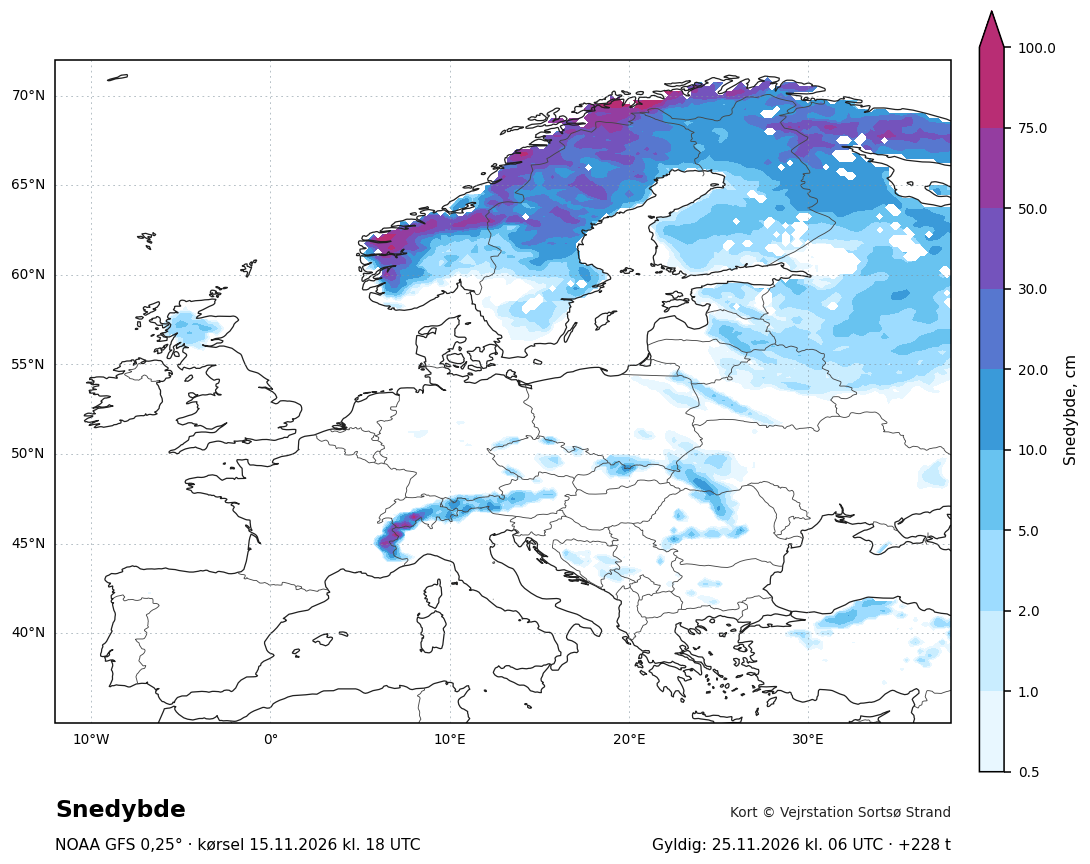 100.0
75.0
50.0
30.0
20.0
10.0
5.0
2.0
1.0
0.5
Snedybde, cm
70°N
65°N
60°N
55°N
50°N
45°N
40°N
10°W
0°
10°E
20°E
30°E
Snedybde
Kort © Vejrstation Sortsø Strand
NOAA GFS 0,25° · kørsel 15.11.2026 kl. 18 UTC
Gyldig: 25.11.2026 kl. 06 UTC · +228 t